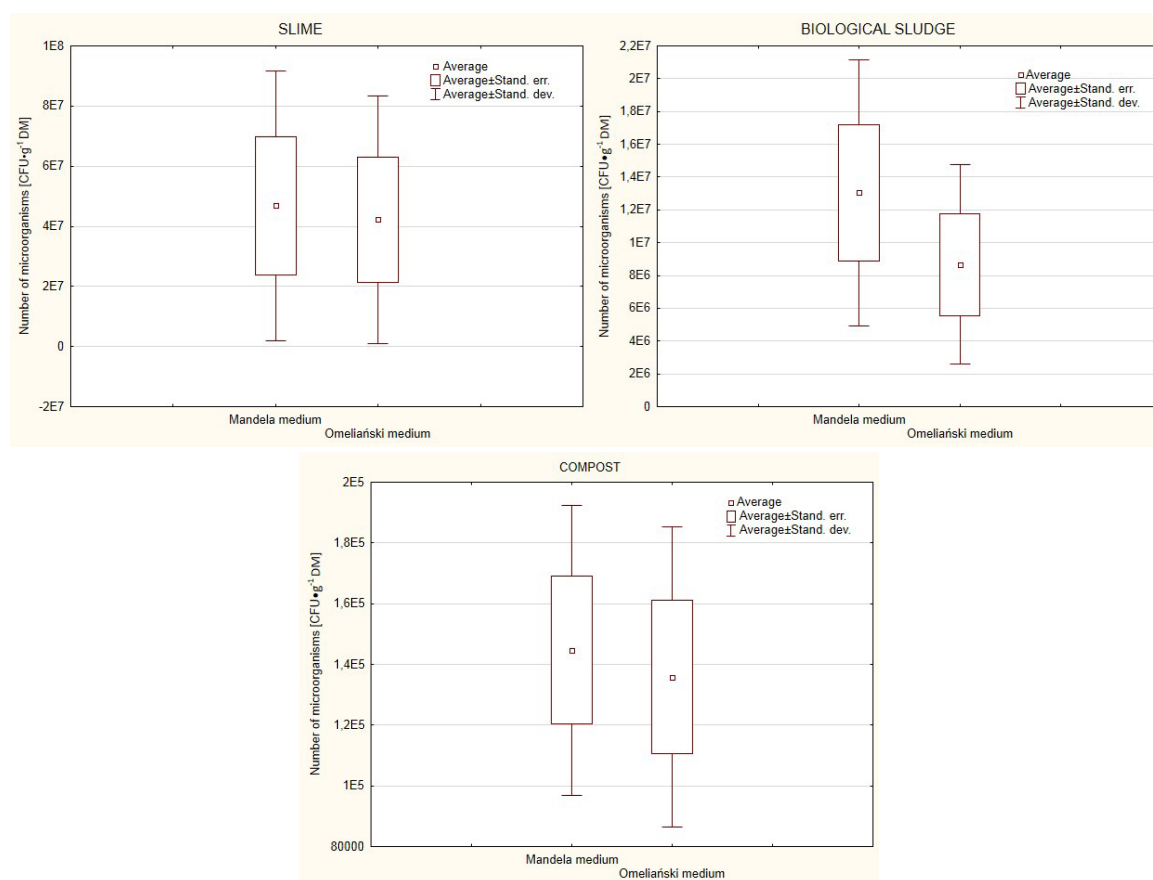 SLIME
Number of microorganisms [CFU•g⁻¹ DM]
1E8
8E7
6E7
4E7
2E7
0
-2E7
Average
Average±Stand. err.
Average±Stand. dev.
Mandela medium
Omeliański medium
BIOLOGICAL SLUDGE
Number of microorganisms [CFU•g⁻¹ DM]
2,2E7
2E7
1,7E7
1,6E7
1,4E7
1,2E7
1E7
8E6
6E6
4E6
2E6
0
Average
Average±Stand. err.
Average±Stand. dev.
Mandela medium
Omeliański medium
COMPOST
Number of microorganisms [CFU•g⁻¹ DM]
2E5
1,8E5
1,6E5
1,4E5
1,2E5
1E5
80000
Average
Average±Stand. err.
Average±Stand. dev.
Mandela medium
Omeliański medium